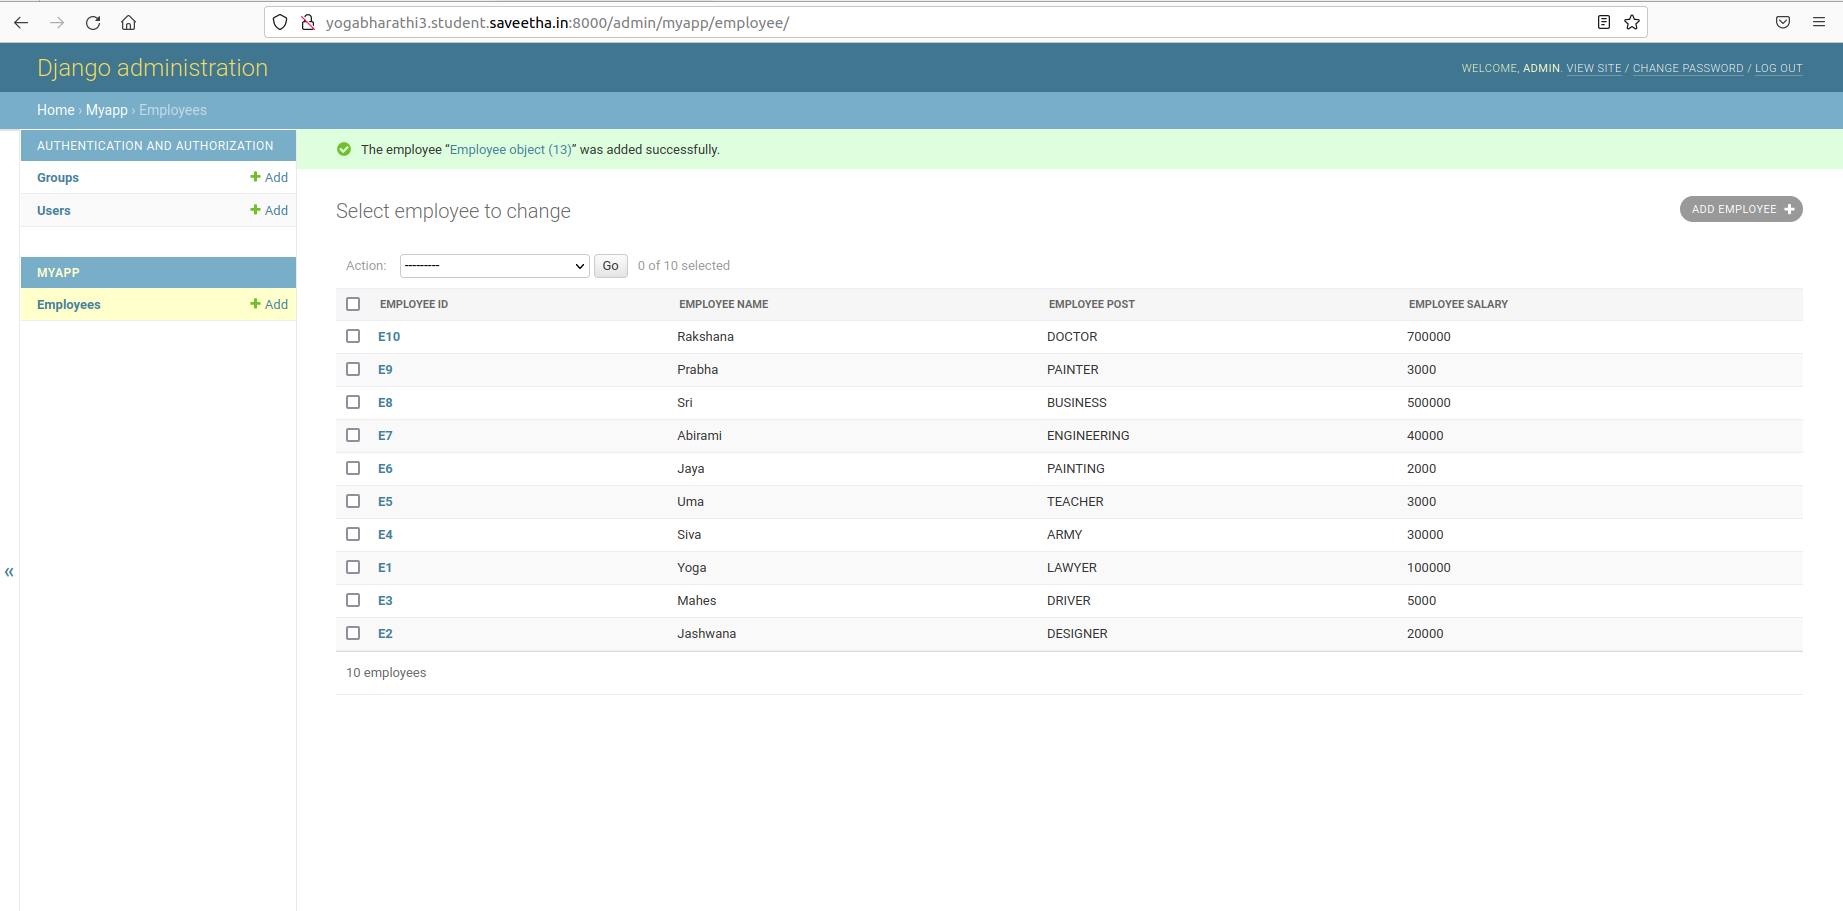 yogabharathi3.student.saveetha.in:8000/admin/myapp/employee/
Django administration
WELCOME, ADMIN. VIEW SITE / CHANGE PASSWORD / LOG OUT
Home › Myapp › Employees
AUTHENTICATION AND AUTHORIZATION
Groups + Add
Users + Add
MYAPP
Employees + Add
«
The employee “Employee object (13)” was added successfully.
Select employee to change
ADD EMPLOYEE +
Action: --------- Go 0 of 10 selected
EMPLOYEE ID EMPLOYEE NAME EMPLOYEE POST EMPLOYEE SALARY
E10 Rakshana DOCTOR 700000
E9 Prabha PAINTER 3000
E8 Sri BUSINESS 500000
E7 Abirami ENGINEERING 40000
E6 Jaya PAINTING 2000
E5 Uma TEACHER 3000
E4 Siva ARMY 30000
E1 Yoga LAWYER 100000
E3 Mahes DRIVER 5000
E2 Jashwana DESIGNER 20000
10 employees